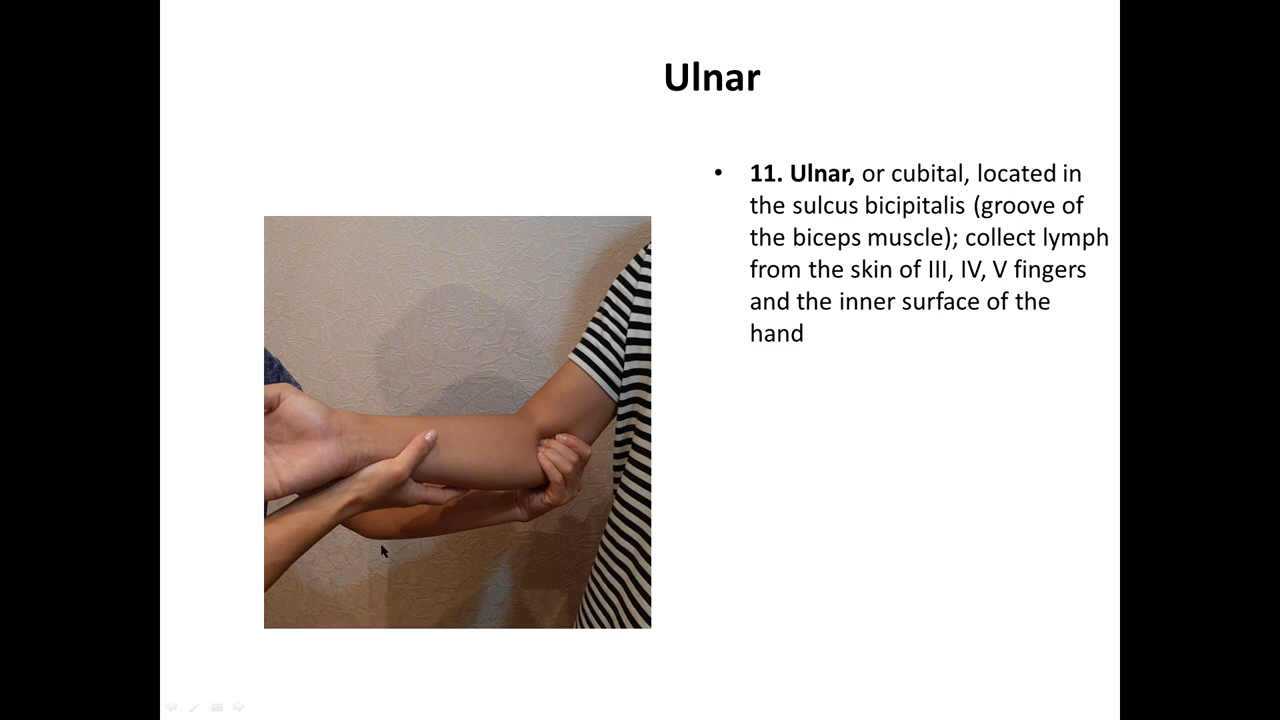 Ulnar
• 11. Ulnar, or cubital, located in
the sulcus bicipitalis (groove of
the biceps muscle); collect lymph
from the skin of III, IV, V fingers
and the inner surface of the
hand